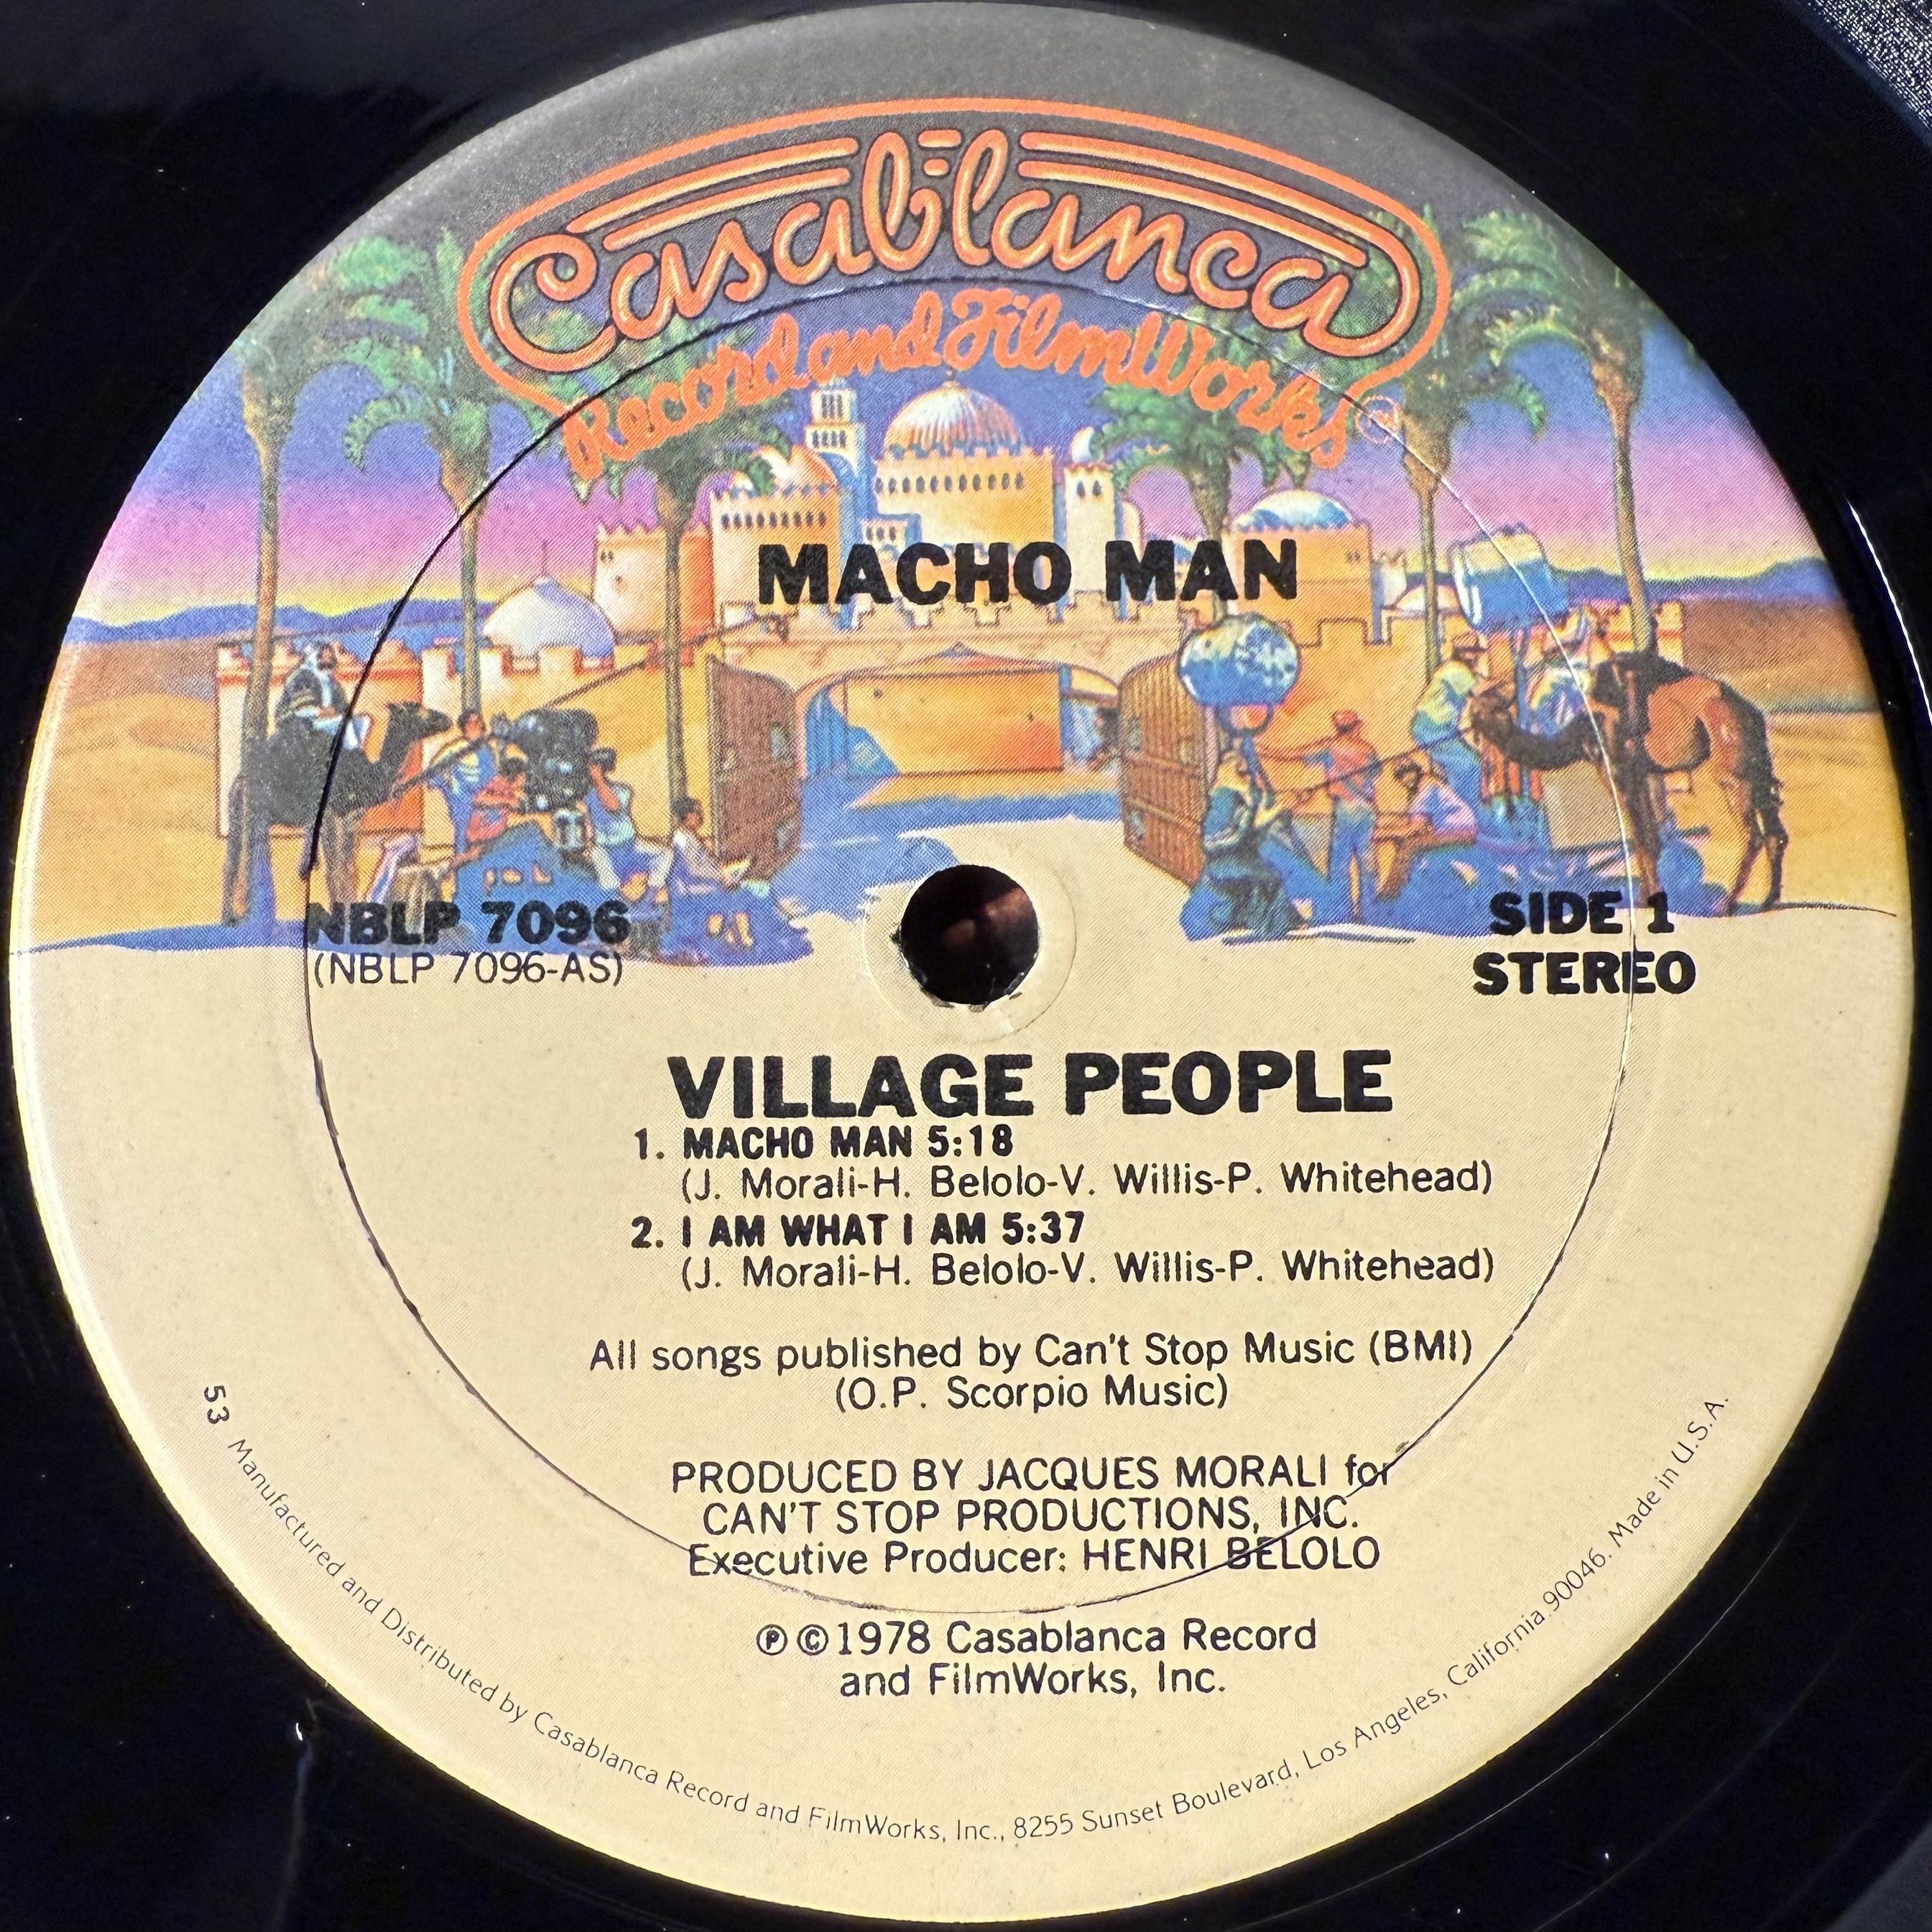 Casablanca
Record and FilmWorks®
MACHO MAN
NBLP 7096
(NBLP 7096-AS)
SIDE 1
STEREO
VILLAGE PEOPLE
1. MACHO MAN 5:18
(J. Morali-H. Belolo-V. Willis-P. Whitehead)
2. I AM WHAT I AM 5:37
(J. Morali-H. Belolo-V. Willis-P. Whitehead)
All songs published by Can't Stop Music (BMI)
(O.P. Scorpio Music)
PRODUCED BY JACQUES MORALI for
CAN'T STOP PRODUCTIONS, INC.
Executive Producer: HENRI BELOLO
℗ ©1978 Casablanca Record
and FilmWorks, Inc.
53 Manufactured and Distributed by Casablanca Record and FilmWorks, Inc., 8255 Sunset Boulevard, Los Angeles, California 90046. Made in U.S.A.